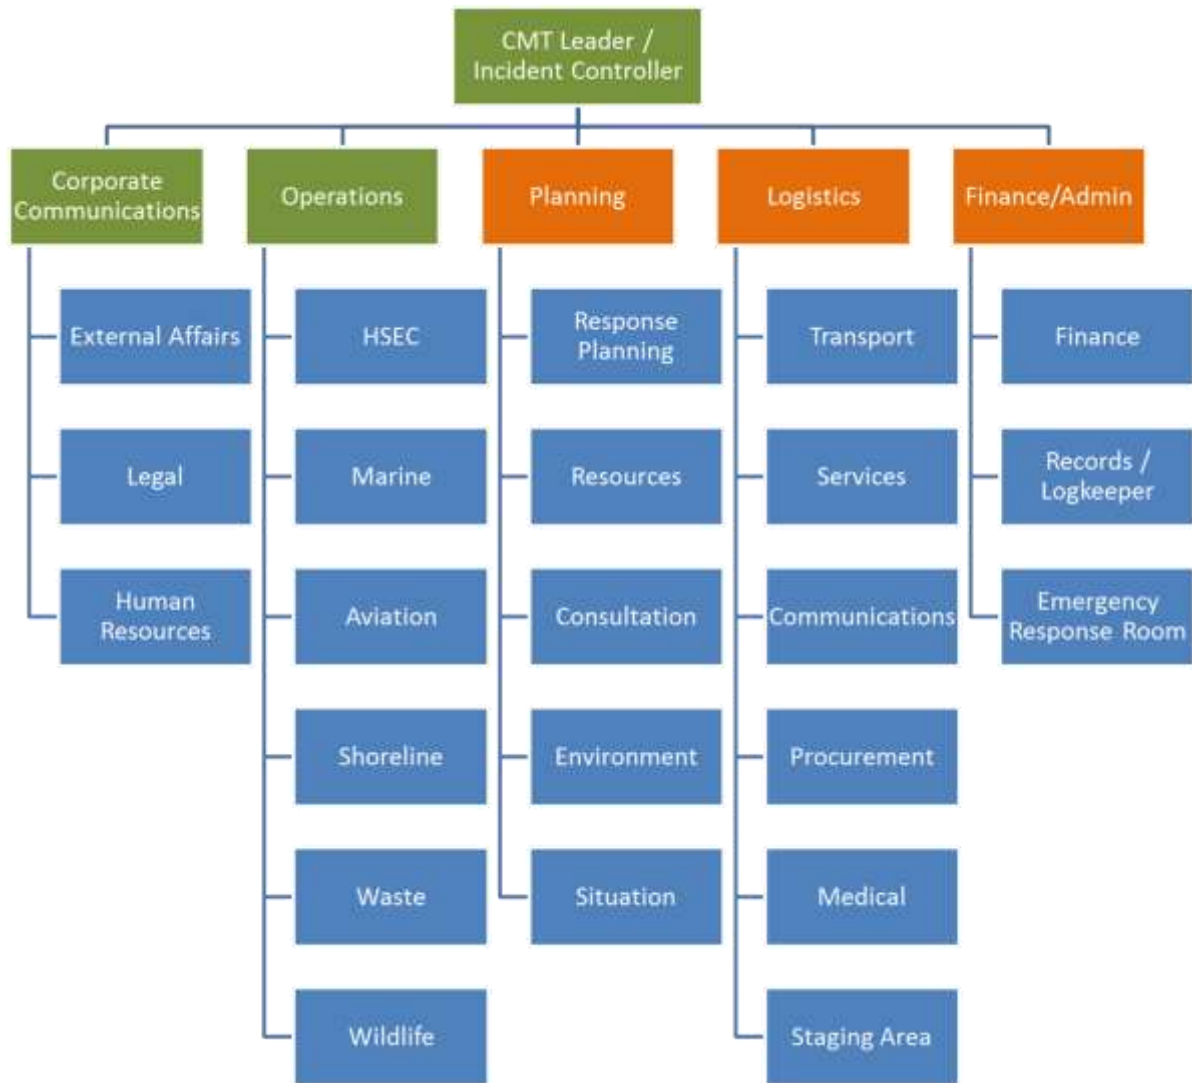 CMT Leader /
Incident Controller
Corporate
Communications
Operations
Planning
Logistics
Finance/Admin
External Affairs
HSEC
Response
Planning
Transport
Finance
Legal
Marine
Resources
Services
Records /
Logkeeper
Human
Resources
Aviation
Consultation
Communications
Emergency
Response Room
Shoreline
Environment
Procurement
Waste
Situation
Medical
Wildlife
Staging Area